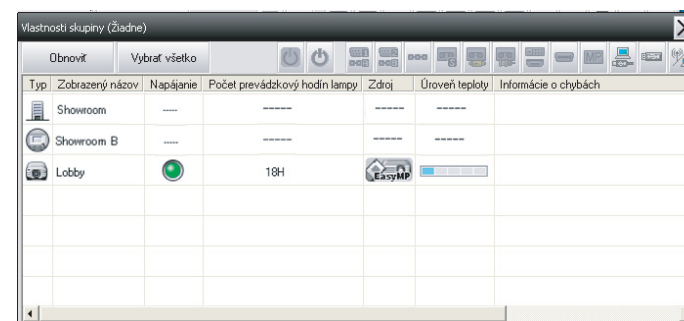 Vlastnosti skupiny (Žiadne)
Obnoviť Vybrať všetko MP
Typ Zobrazený názov Napájanie Počet prevádzkový hodín lampy Zdroj Úroveň teploty Informácie o chybách
Showroom ---- ----- ----- -----
Showroom B ---- ----- ----- -----
Lobby 18H EasyMP